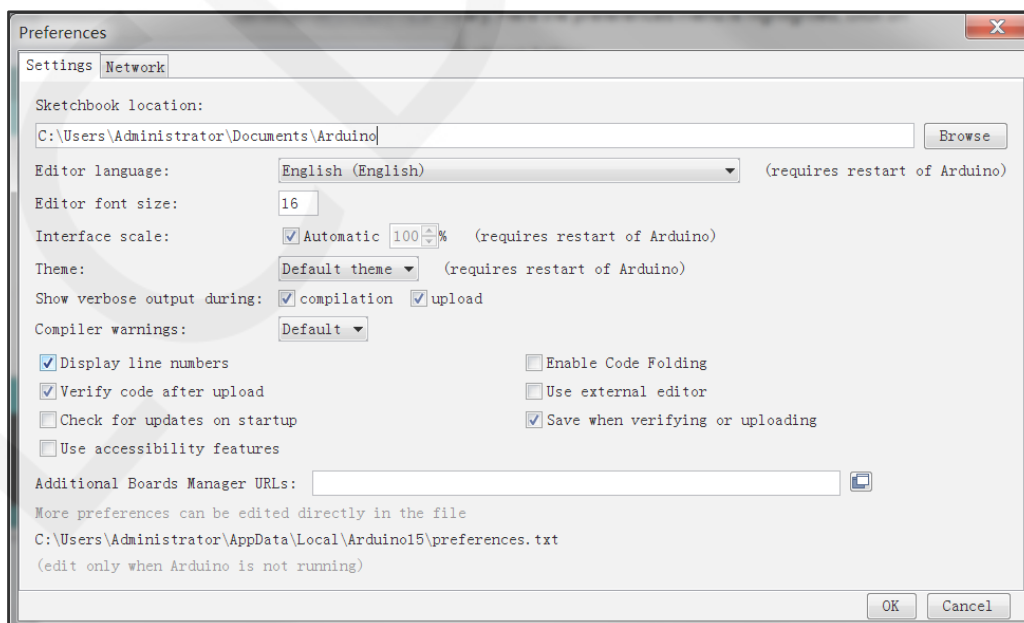 Preferences
Settings Network
Sketchbook location:
C:\Users\Administrator\Documents\Arduino Browse
Editor language: English (English) (requires restart of Arduino)
Editor font size: 16
Interface scale: Automatic 100 % (requires restart of Arduino)
Theme: Default theme (requires restart of Arduino)
Show verbose output during: compilation upload
Compiler warnings: Default
Display line numbers Enable Code Folding
Verify code after upload Use external editor
Check for updates on startup Save when verifying or uploading
Use accessibility features
Additional Boards Manager URLs:
More preferences can be edited directly in the file
C:\Users\Administrator\AppData\Local\Arduino15\preferences.txt
(edit only when Arduino is not running)
OK Cancel